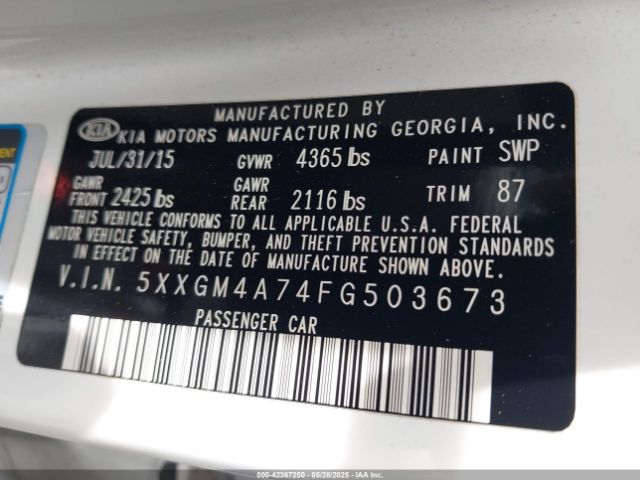 MANUFACTURED BY
KIA KIA MOTORS MANUFACTURING GEORGIA, INC.
JUL/31/15 GVWR 4365 lbs PAINT SWP
GAWR FRONT 2425 lbs GAWR REAR 2116 lbs TRIM 87
THIS VEHICLE CONFORMS TO ALL APPLICABLE U.S.A. FEDERAL
MOTOR VEHICLE SAFETY, BUMPER, AND THEFT PREVENTION STANDARDS
IN EFFECT ON THE DATE OF MANUFACTURE SHOWN ABOVE.
V.I.N. 5XXGM4A74FG503673
PASSENGER CAR
000-42367250 - 05/28/2025 - IAAI.CA